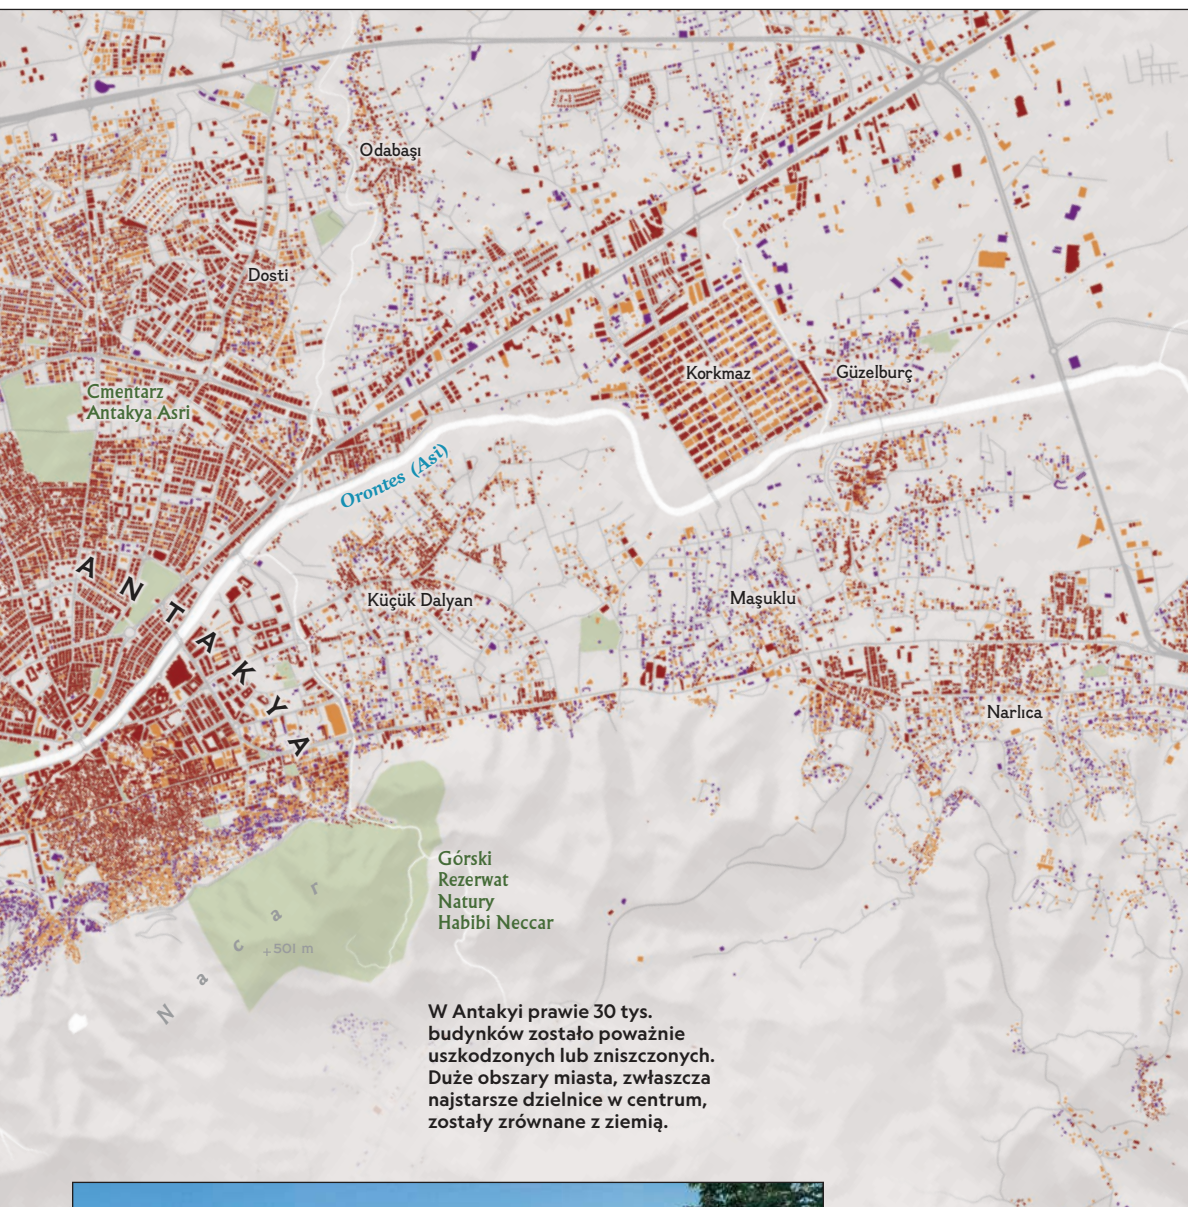 Odabaşı
Dosti
Korkmaz
Güzelburç
Cmentarz
Antakya Asri
Orontes (Asi)
ANTAKYA
Küçük Dalyan
Maşuklu
Narlıca
Górski
Rezerwat
Natury
Habibi Neccar
Nacar
+501 m
W Antakyi prawie 30 tys.
budynków zostało poważnie
uszkodzonych lub zniszczonych.
Duże obszary miasta, zwłaszcza
najstarsze dzielnice w centrum,
zostały zrównane z ziemią.